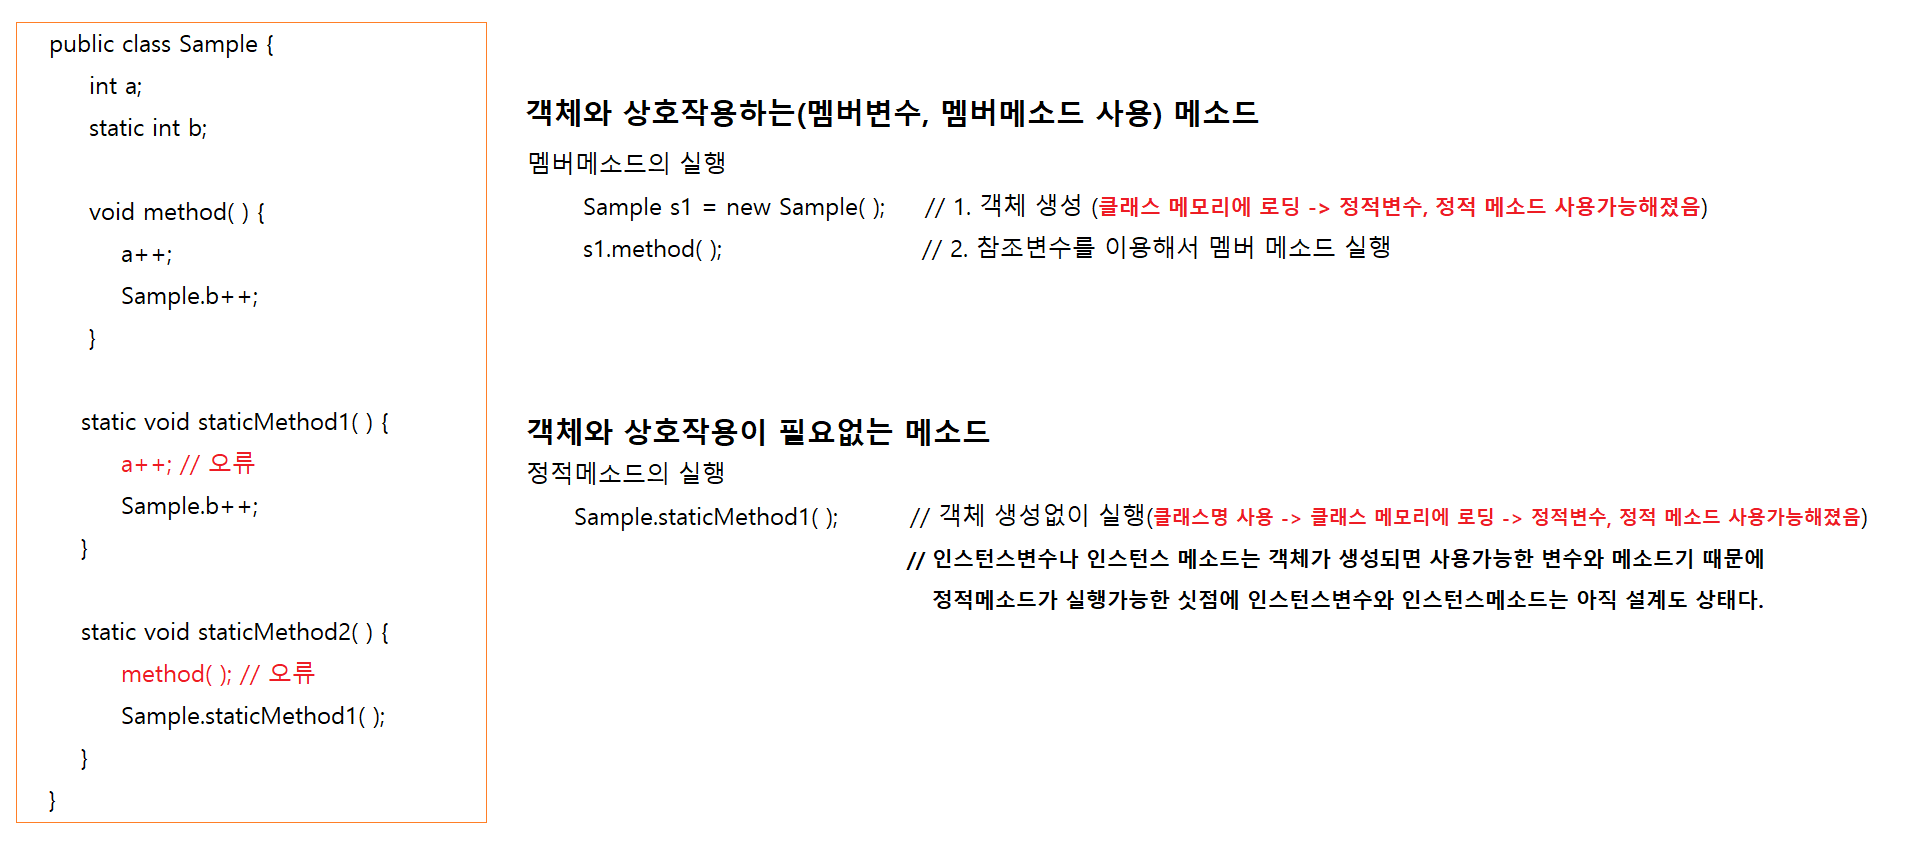 public class Sample {
int a;
static int b;
void method( ) {
a++;
Sample.b++;
}
static void staticMethod1( ) {
a++; // 오류
Sample.b++;
}
static void staticMethod2( ) {
method( ); // 오류
Sample.staticMethod1( );
}
}
객체와 상호작용하는(멤버변수, 멤버메소드 사용) 메소드
멤버메소드의 실행
Sample s1 = new Sample( ); // 1. 객체 생성 (클래스 메모리에 로딩 -> 정적변수, 정적 메소드 사용가능해졌음)
s1.method( ); // 2. 참조변수를 이용해서 멤버 메소드 실행
객체와 상호작용이 필요없는 메소드
정적메소드의 실행
Sample.staticMethod1( ); // 객체 생성없이 실행(클래스명 사용 -> 클래스 메모리에 로딩 -> 정적변수, 정적 메소드 사용가능해졌음)
// 인스턴스변수나 인스턴스 메소드는 객체가 생성되면 사용가능한 변수와 메소드기 때문에
정적메소드가 실행가능한 싯점에 인스턴스변수와 인스턴스메소드는 아직 설계도 상태다.